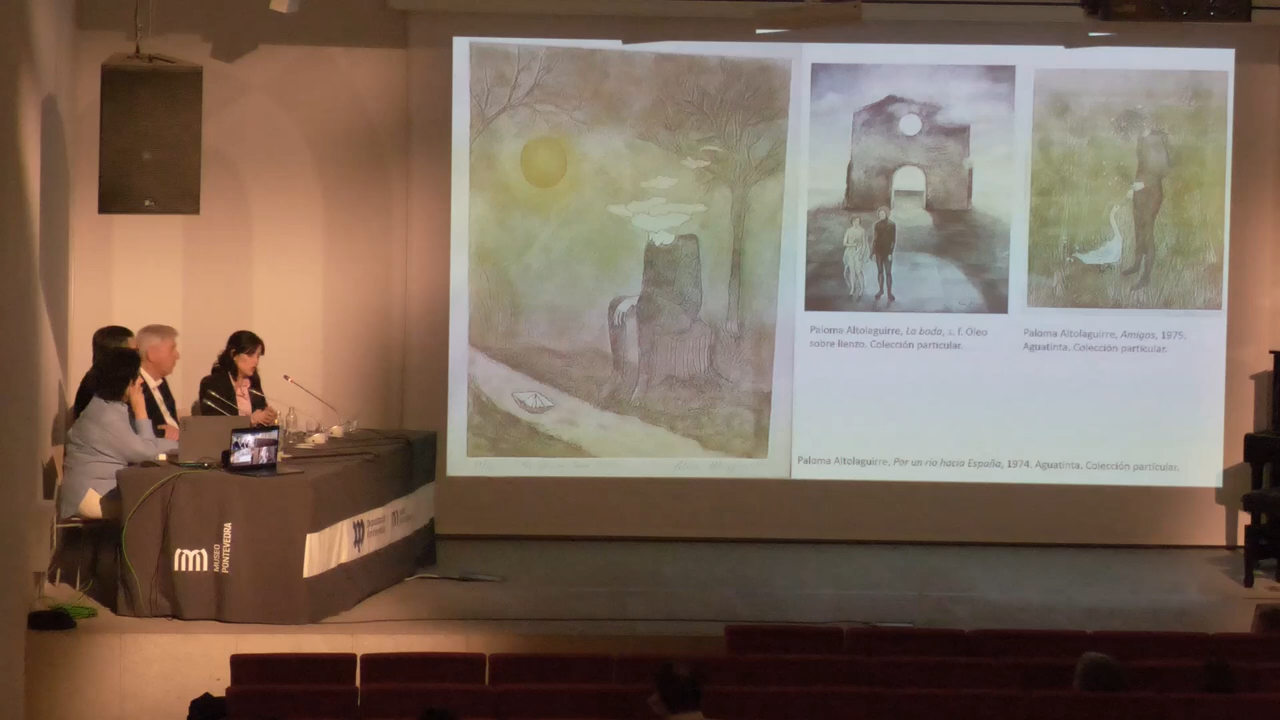 Paloma Altolaguirre, La boda, s. f. Óleo
sobre lienzo. Colección particular.
Paloma Altolaguirre, Amigos, 1975.
Aguatinta. Colección particular.
Paloma Altolaguirre, Por un río hacia España, 1974. Aguatinta. Colección particular.
MUSEO
PONTEVEDRA